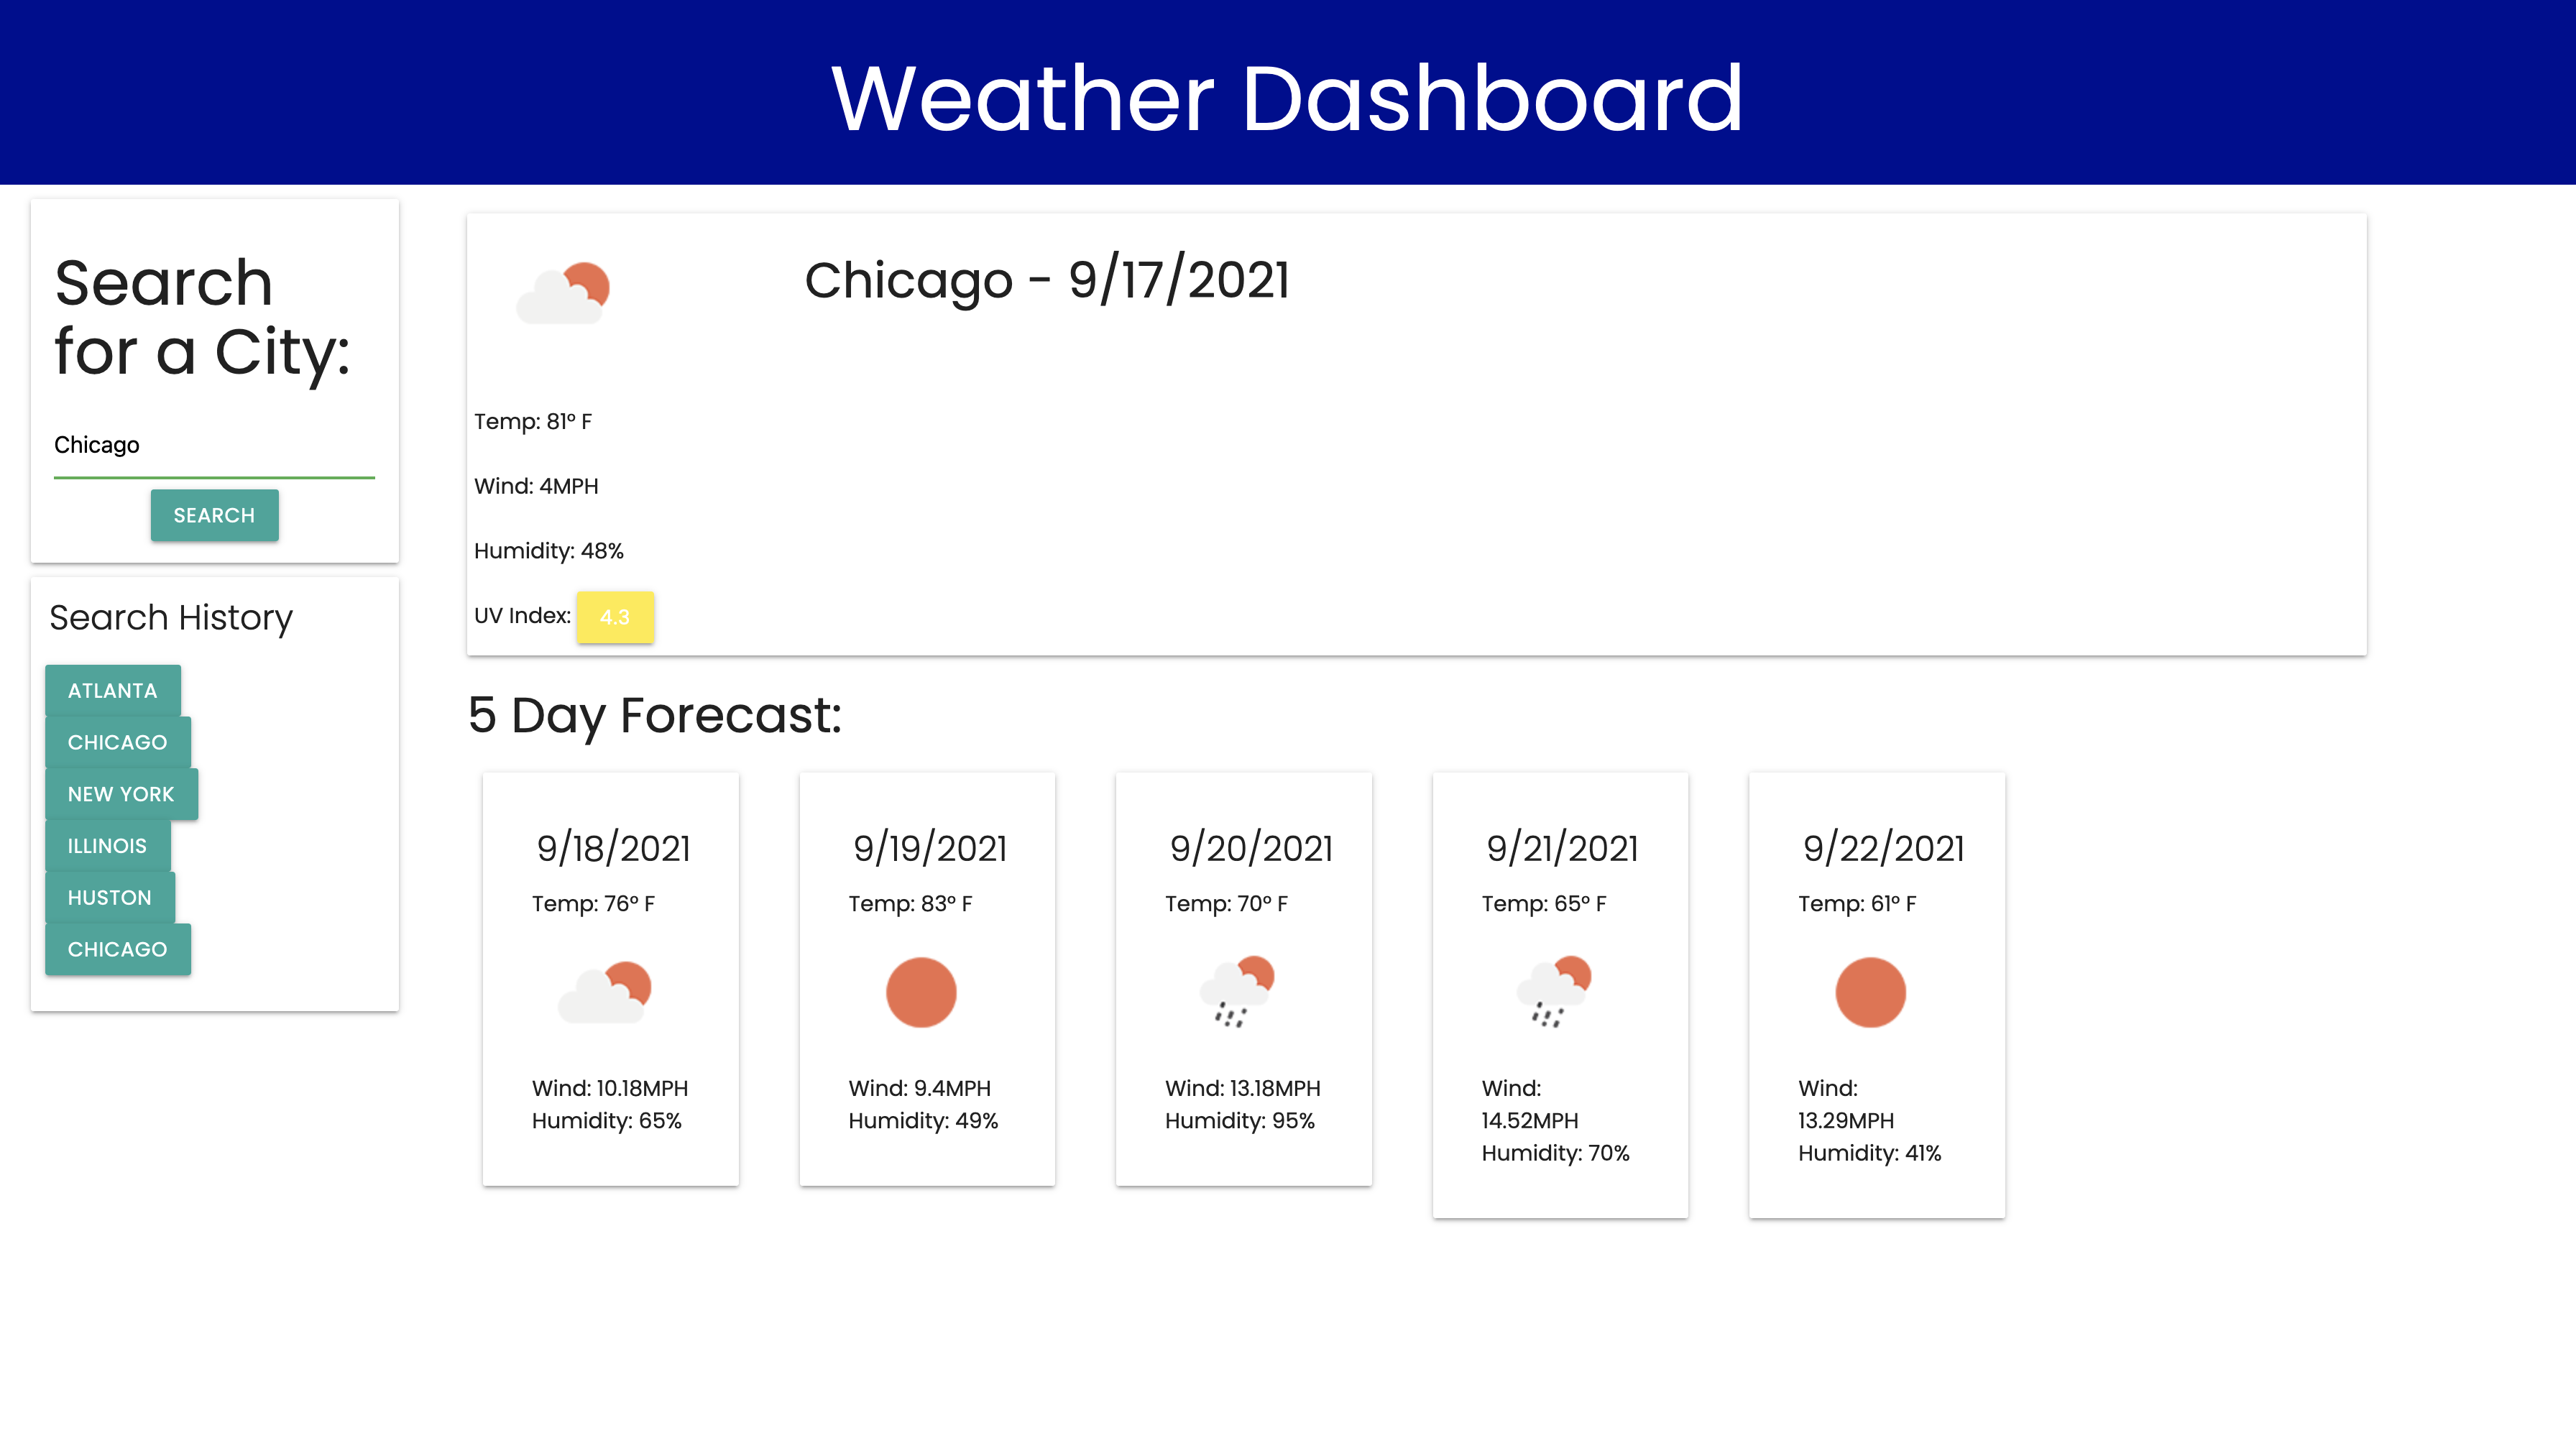 Weather Dashboard
Search
for a City:
Chicago
SEARCH
Search History
ATLANTA
CHICAGO
NEW YORK
ILLINOIS
HUSTON
CHICAGO
Chicago - 9/17/2021
Temp: 81° F
Wind: 4MPH
Humidity: 48%
UV Index: 4.3
5 Day Forecast:
9/18/2021
Temp: 76° F
Wind: 10.18MPH
Humidity: 65%
9/19/2021
Temp: 83° F
Wind: 9.4MPH
Humidity: 49%
9/20/2021
Temp: 70° F
Wind: 13.18MPH
Humidity: 95%
9/21/2021
Temp: 65° F
Wind:
14.52MPH
Humidity: 70%
9/22/2021
Temp: 61° F
Wind:
13.29MPH
Humidity: 41%